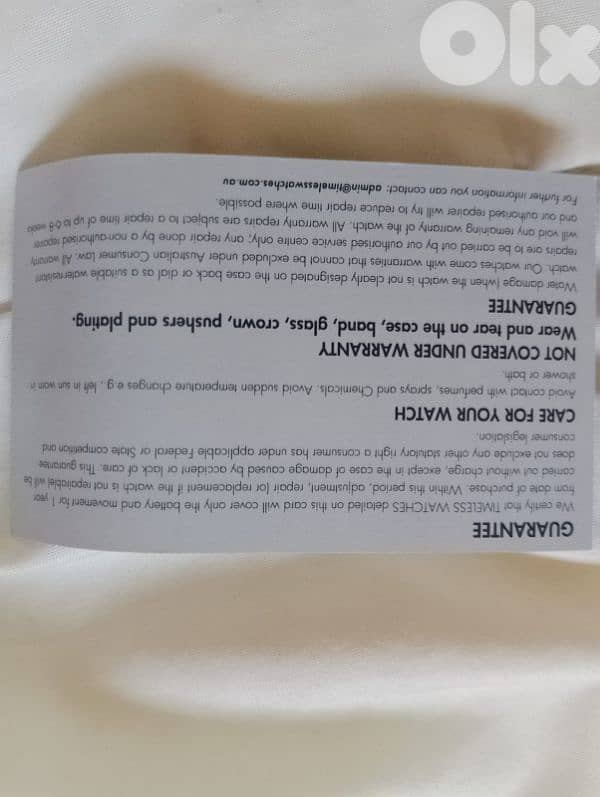 GUARANTEE
We certify that TIMELESS WATCHES detailed on this card will cover only the battery and movement for 1 year
from date of purchase. Within this period, adjustment, repair (or replacement if the watch is not repairable) will be
carried out without charge, except in the case of damage caused by accident or lack of care. This guarantee
does not exclude any other statutory right a consumer has under applicable Federal or State competition and
consumer legislation.
CARE FOR YOUR WATCH
Avoid contact with perfumes, sprays and Chemicals. Avoid sudden temperature changes e.g., left in sun worn in
shower or bath.
NOT COVERED UNDER WARRANTY
Wear and tear on the case, band, glass, crown, pushers and plating.
GUARANTEE
Water damage (when the watch is not clearly designated on the case back or dial as a suitable waterresistant
watch. Our watches come with warranties that cannot be excluded under Australian Consumer Law. All warranty
repairs are to be carried out by our authorised service centre only; any repair done by a non-authorised repairer
will void any remaining warranty of the watch. All warranty repairs are subject to a repair time of up to 6-8 weeks
and our authorised repairer will try to reduce repair time where possible.
For further information you can contact: admin@timelesswatches.com.au
Olx